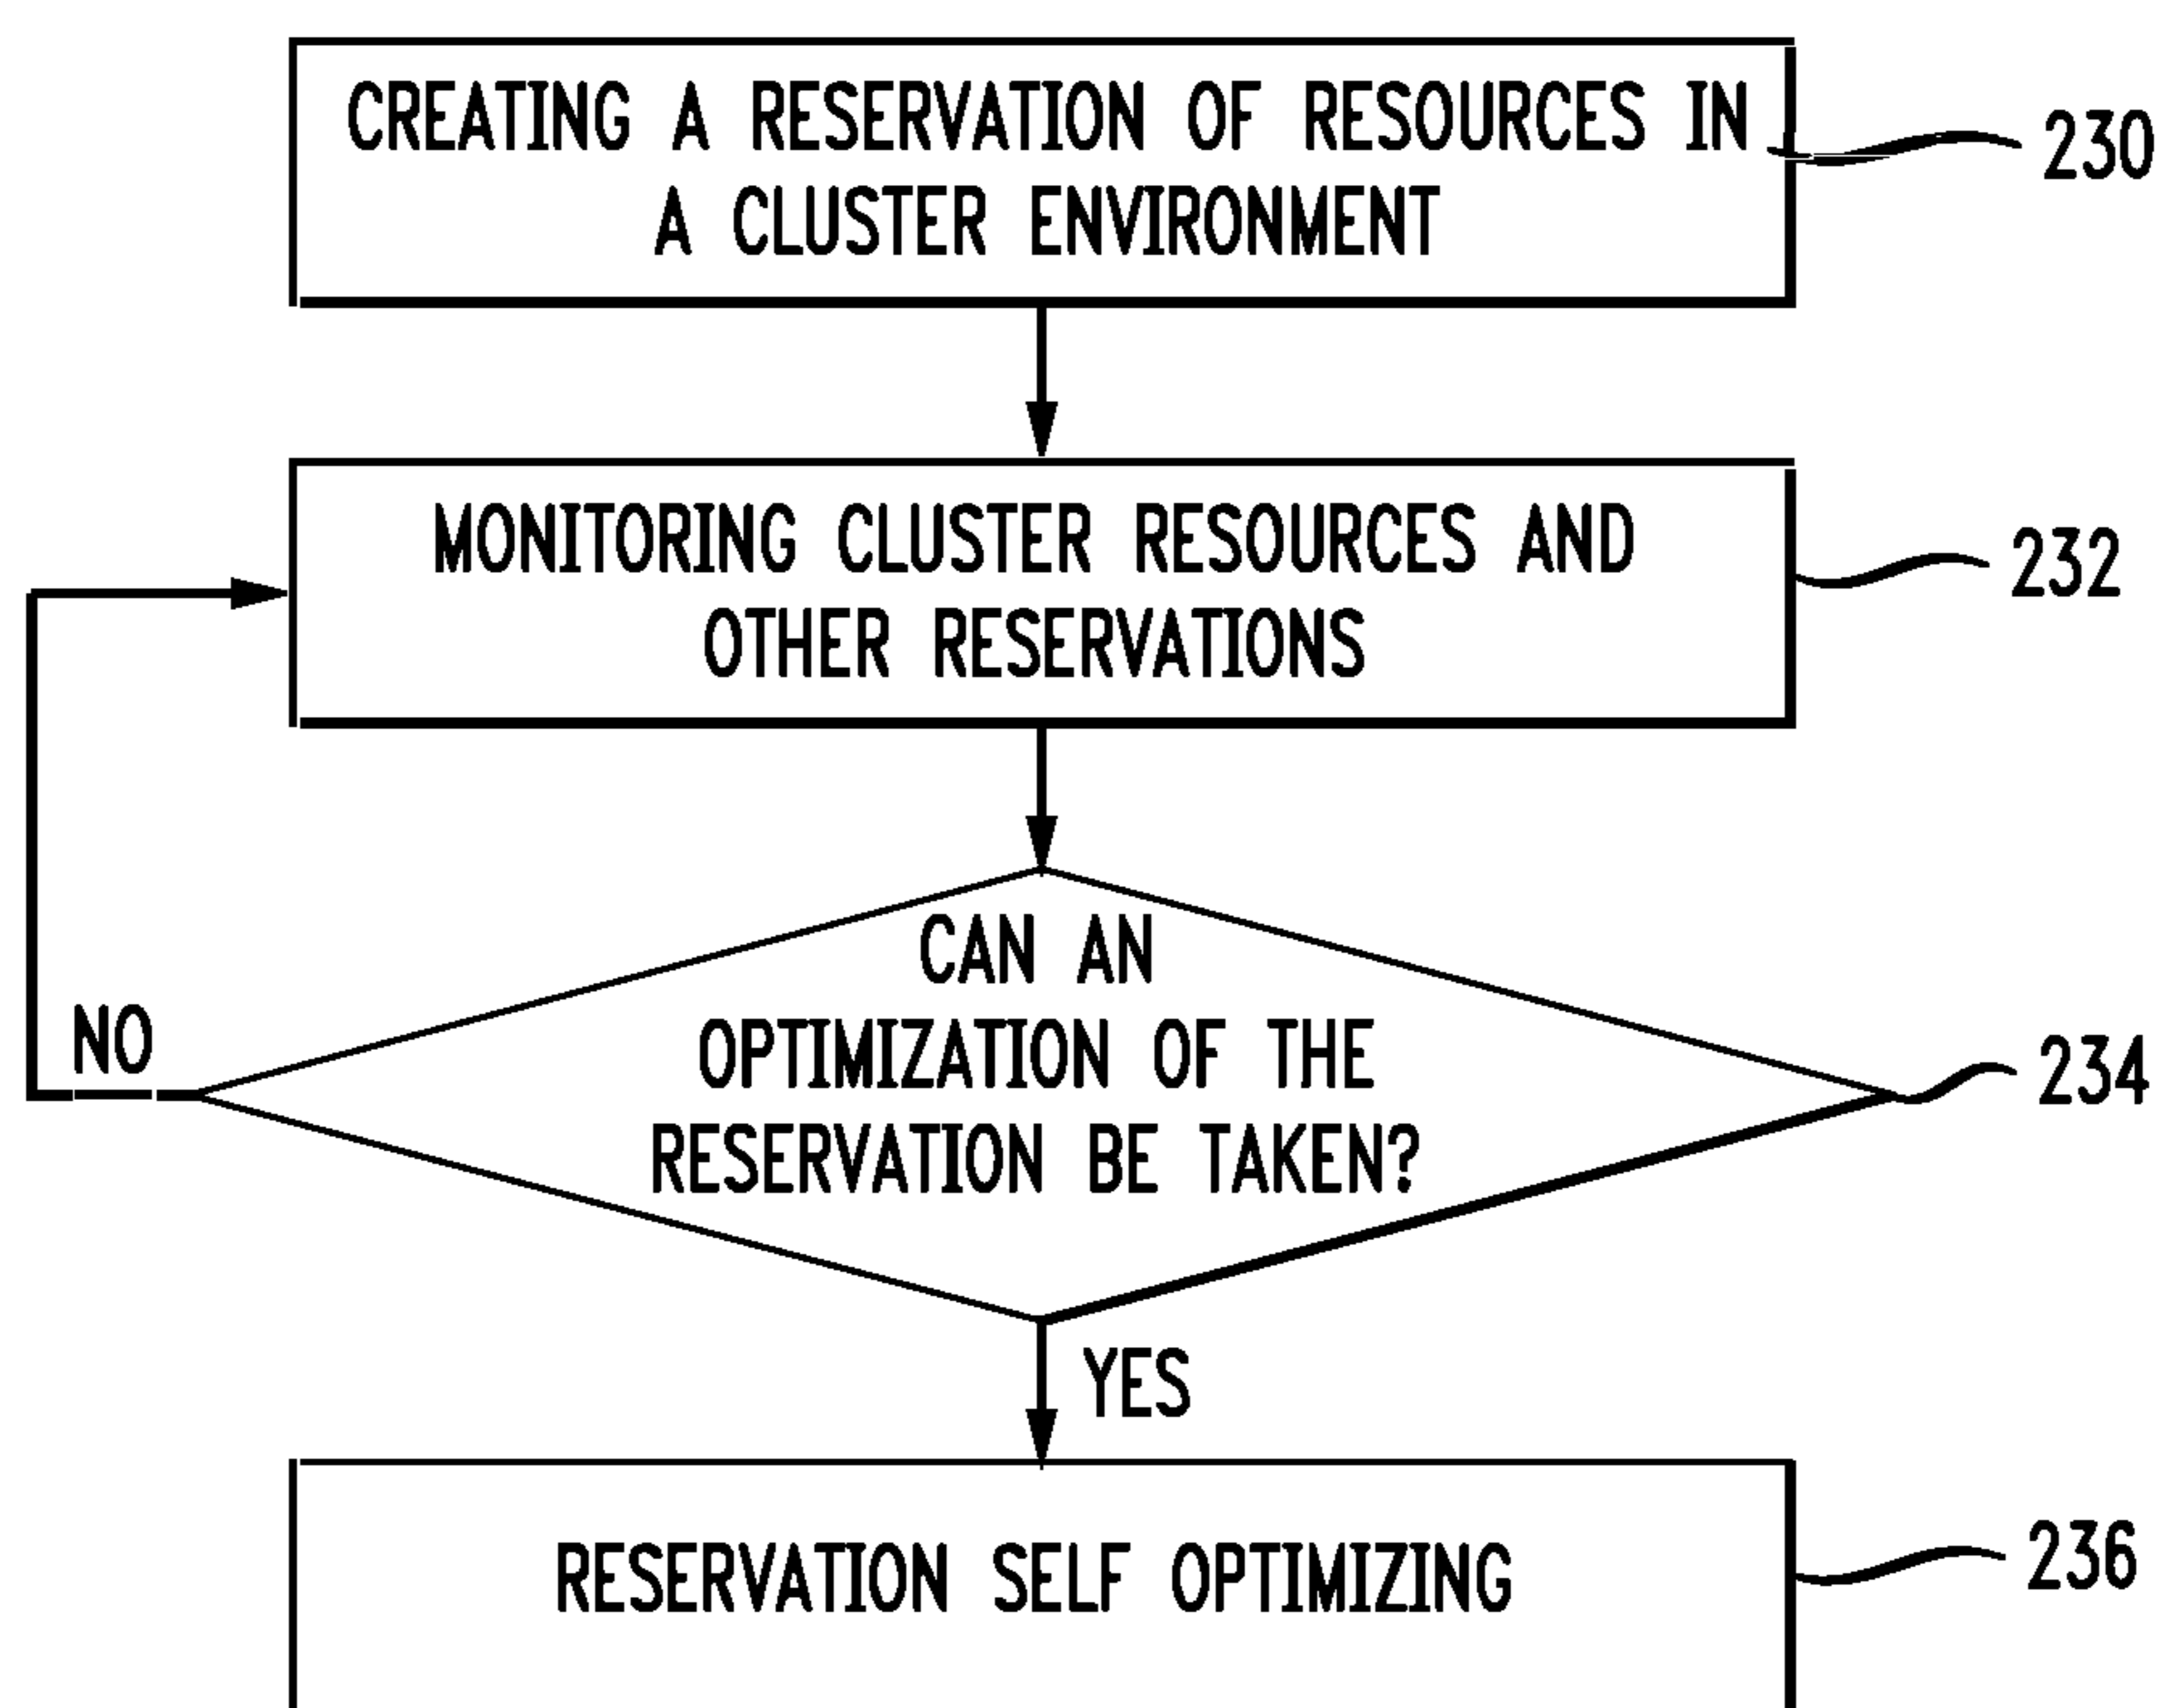 CREATING A RESERVATION OF RESOURCES IN
A CLUSTER ENVIRONMENT
230
MONITORING CLUSTER RESOURCES AND
OTHER RESERVATIONS
232
CAN AN
OPTIMIZATION OF THE
RESERVATION BE TAKEN?
NO
234
YES
RESERVATION SELF OPTIMIZING
236